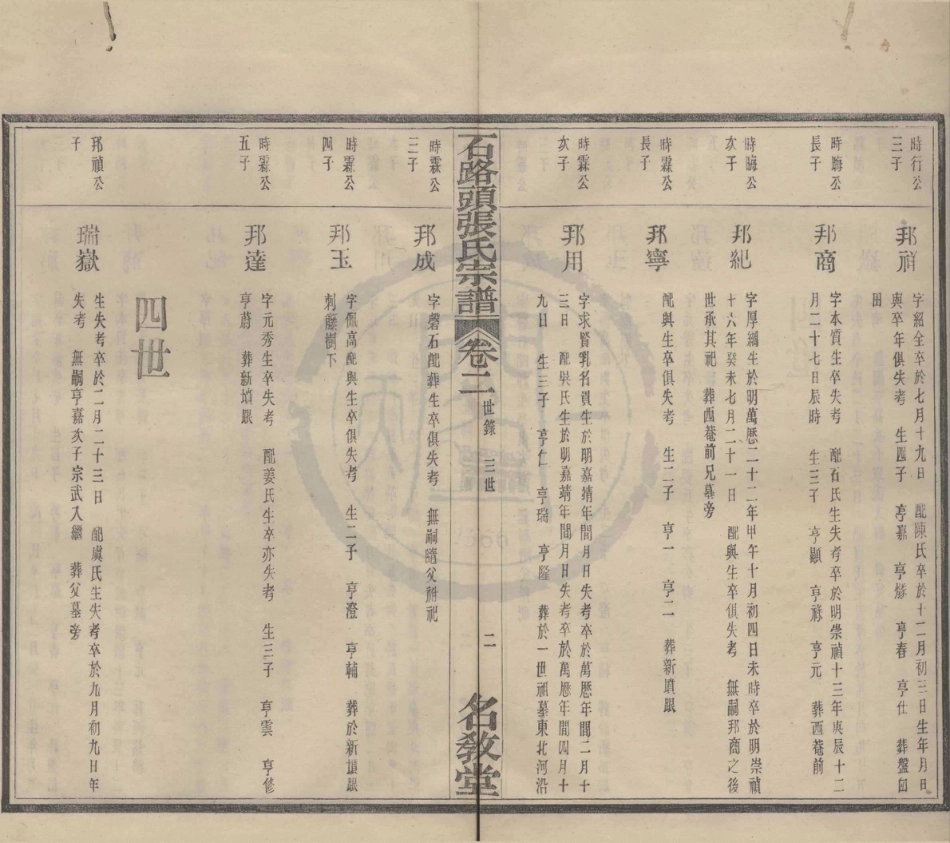 時行公
三子
邦祥
字紹全卒於七月十九日　配陳氏卒於十二月初三日生年月日
與卒年俱失考　生四子　亨嘉　亨燦　亨春　亨仕　葬盤

時晦公
長子
邦商
字本質生卒失考　配石氏生失考卒於明崇禎十三年庚辰十二
月二十七日辰時　生三子　亨顯　亨祿　亨元　葬西菴前
時晦公
次子
邦紀
字厚綱生於明萬歷二十二年甲午十月初四日未時卒於明崇禎
十六年癸未七月二十一日　配與生卒俱失考　無嗣邦商之後
世承其祀　葬西菴前兄墓旁
時霖公
長子
邦寧
配與生卒俱失考　生二子　亨一　亨二　葬新墳
時霖公
次子
邦用
字求賢乳名員生於明嘉靖年間月日失考卒於萬歷年間二月十
三日　配吳氏生於明嘉靖年間月日失考卒於萬歷年間四月十
九日　生三子　亨仁　亨瑞　亨隆　葬於一世祖墓東北河沿
石路頭張氏宗譜
卷二
世錄　三世
二
名教堂
時霖公
三子
邦成
字磬石配葬生卒俱失考　無嗣隨父祔祀
時霖公
四子
邦玉
字佩高配與生卒俱失考　生二子　亨澄　亨輔　葬於新墳
刺藤樹下
時霖公
五子
邦達
字元秀生卒失考　配姜氏生卒亦失考　生三子　亨雲　亨修
亨蔚　葬新墳
四世
邦禎公
子
瑞嶽
生失考卒於二月二十三日　配虞氏生失考卒於九月初九日年
失考　無嗣亨嘉次子宗武入繼　葬父墓旁